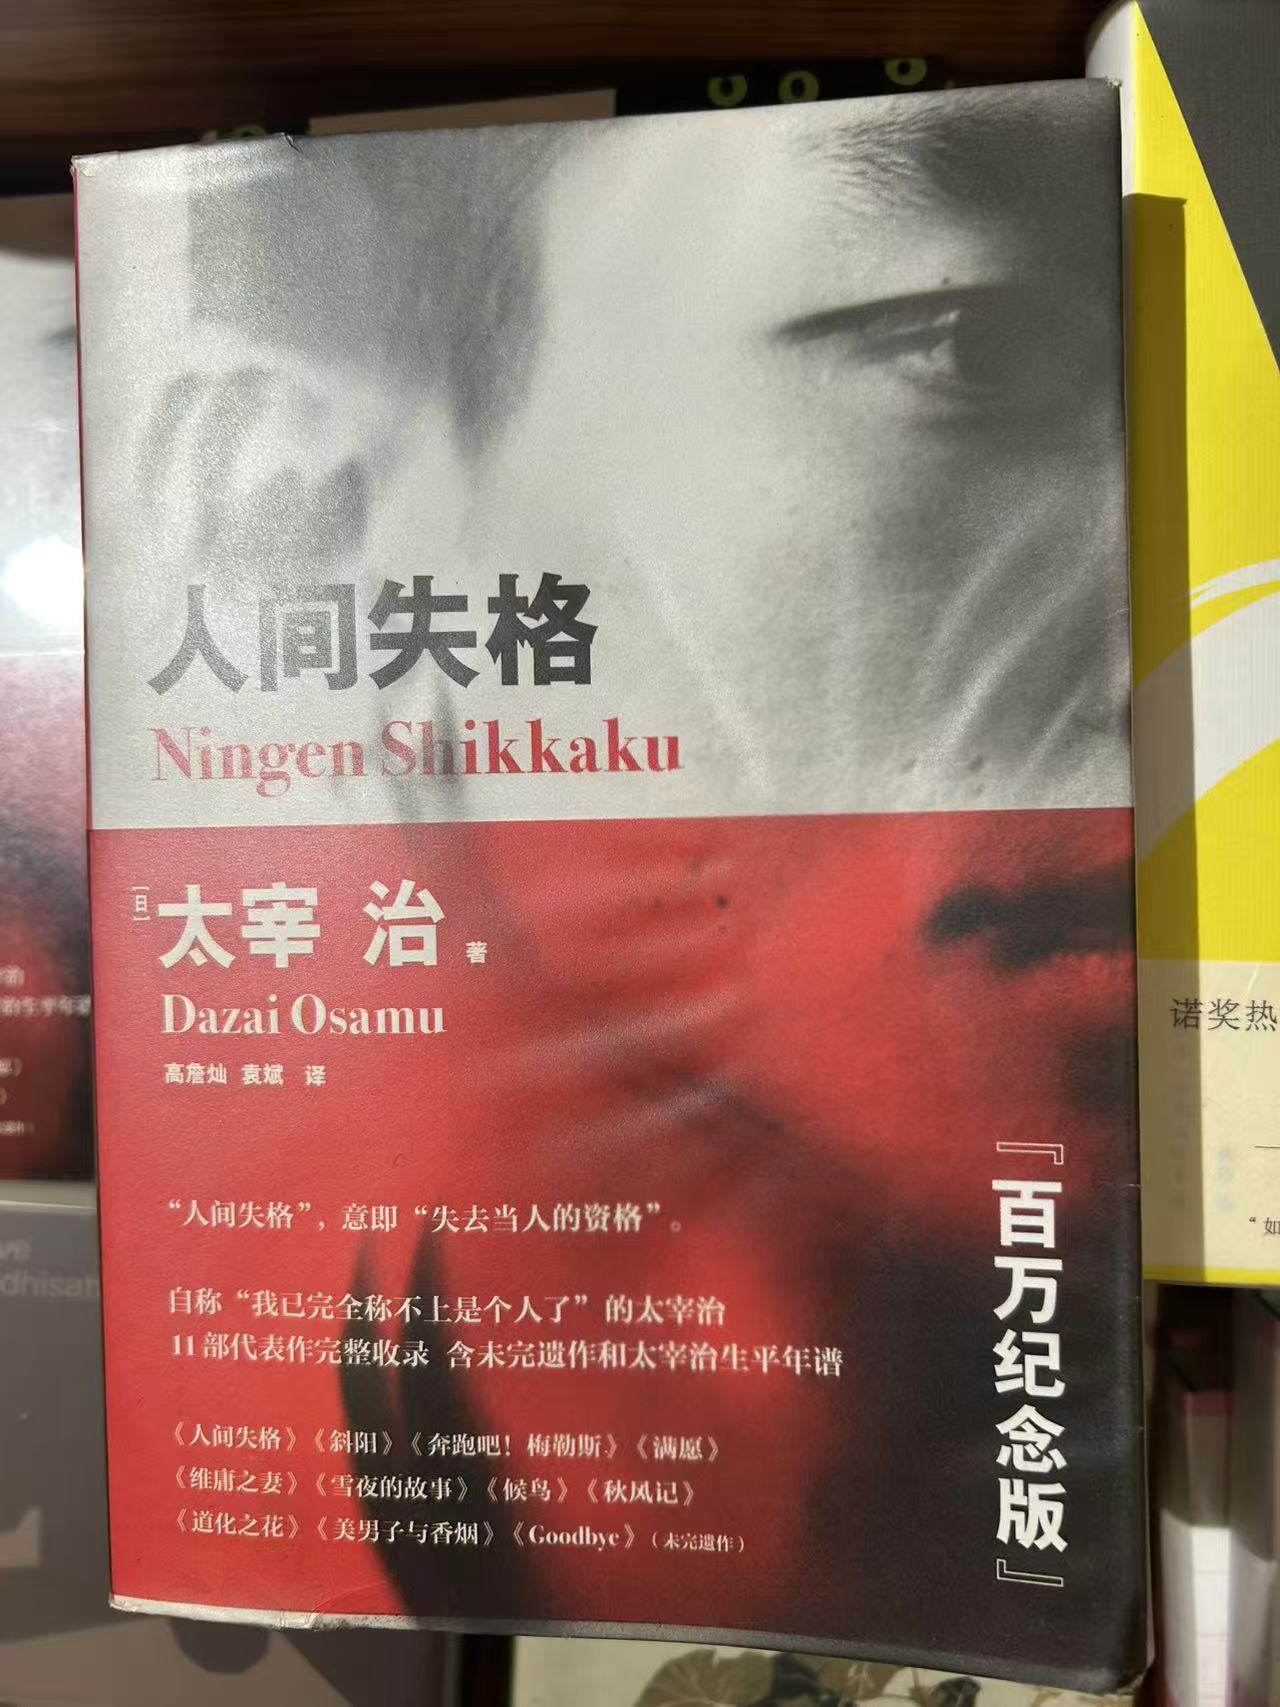 人间失格
Ningen Shikkaku
[日]太宰 治 著
Dazai Osamu
高詹灿 袁斌 译
“人间失格”，意即“失去当人的资格”。
自称“我已完全称不上是个人了”的太宰治
11部代表作完整收录 含未完遗作和太宰治生平年谱
《人间失格》《斜阳》《奔跑吧！梅勒斯》《满愿》
《维庸之妻》《雪夜的故事》《候鸟》《秋风记》
《道化之花》《美男子与香烟》《Goodbye》（未完遗作）
『百万纪念版』
诺奖热
“如